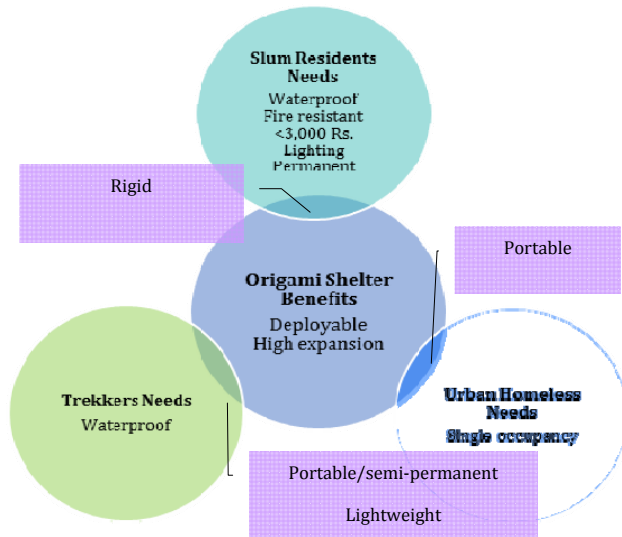 Slum Residents
Needs
Waterproof
Fire resistant
<3,000 Rs.
Lighting
Permanent
Rigid
Portable
Origami Shelter
Benefits
Deployable
High expansion
Trekkers Needs
Waterproof
Urban Homeless
Needs
Single occupancy
Portable/semi-permanent
Lightweight